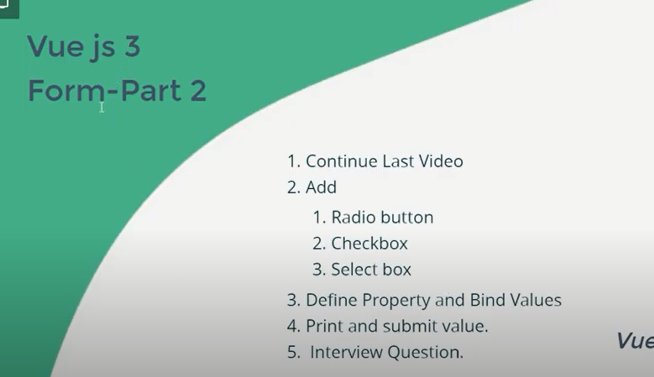 Vue js 3
Form-Part 2
1. Continue Last Video
2. Add
1. Radio button
2. Checkbox
3. Select box
3. Define Property and Bind Values
4. Print and submit value.
5. Interview Question.
Vue